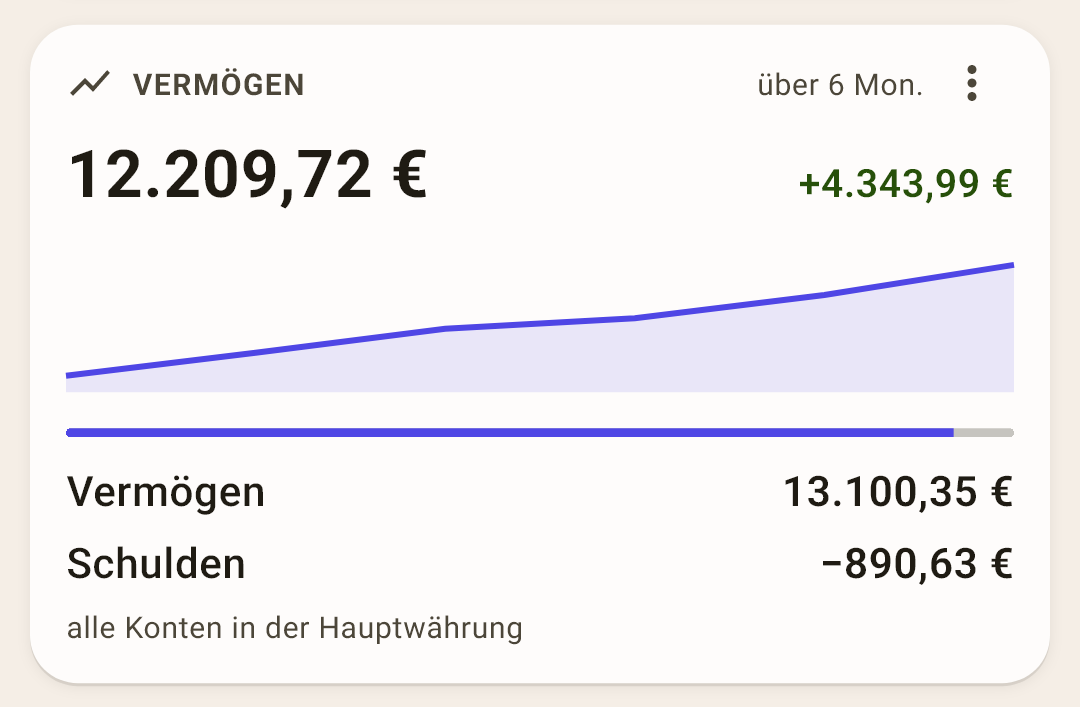 VERMÖGEN über 6 Mon.
12.209,72 € +4.343,99 €
Vermögen 13.100,35 €
Schulden −890,63 €
alle Konten in der Hauptwährung